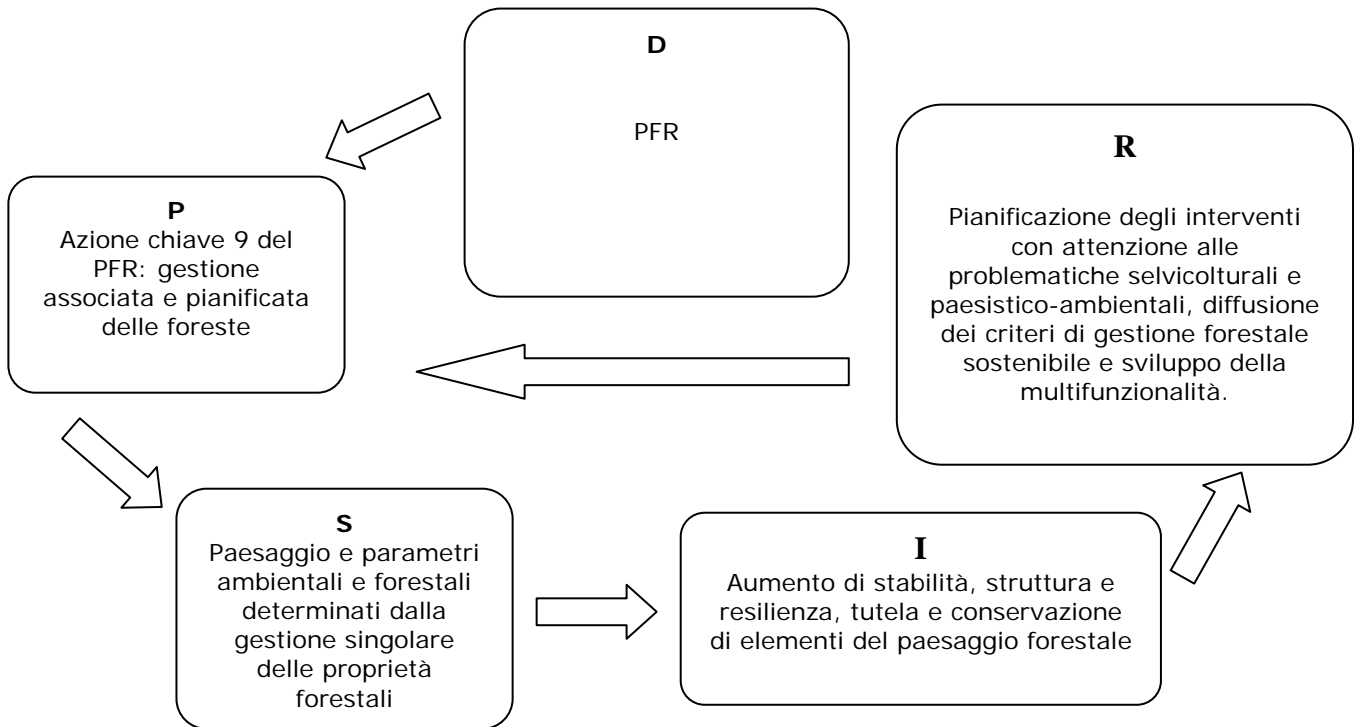 D
PFR
P
Azione chiave 9 del
PFR: gestione
associata e pianificata
delle foreste
S
Paesaggio e parametri
ambientali e forestali
determinati dalla
gestione singolare
delle proprietà
forestali
I
Aumento di stabilità, struttura e
resilienza, tutela e conservazione
di elementi del paesaggio forestale
R
Pianificazione degli interventi
con attenzione alle
problematiche selvicolturali e
paesistico-ambientali, diffusione
dei criteri di gestione forestale
sostenibile e sviluppo della
multifunzionalità.